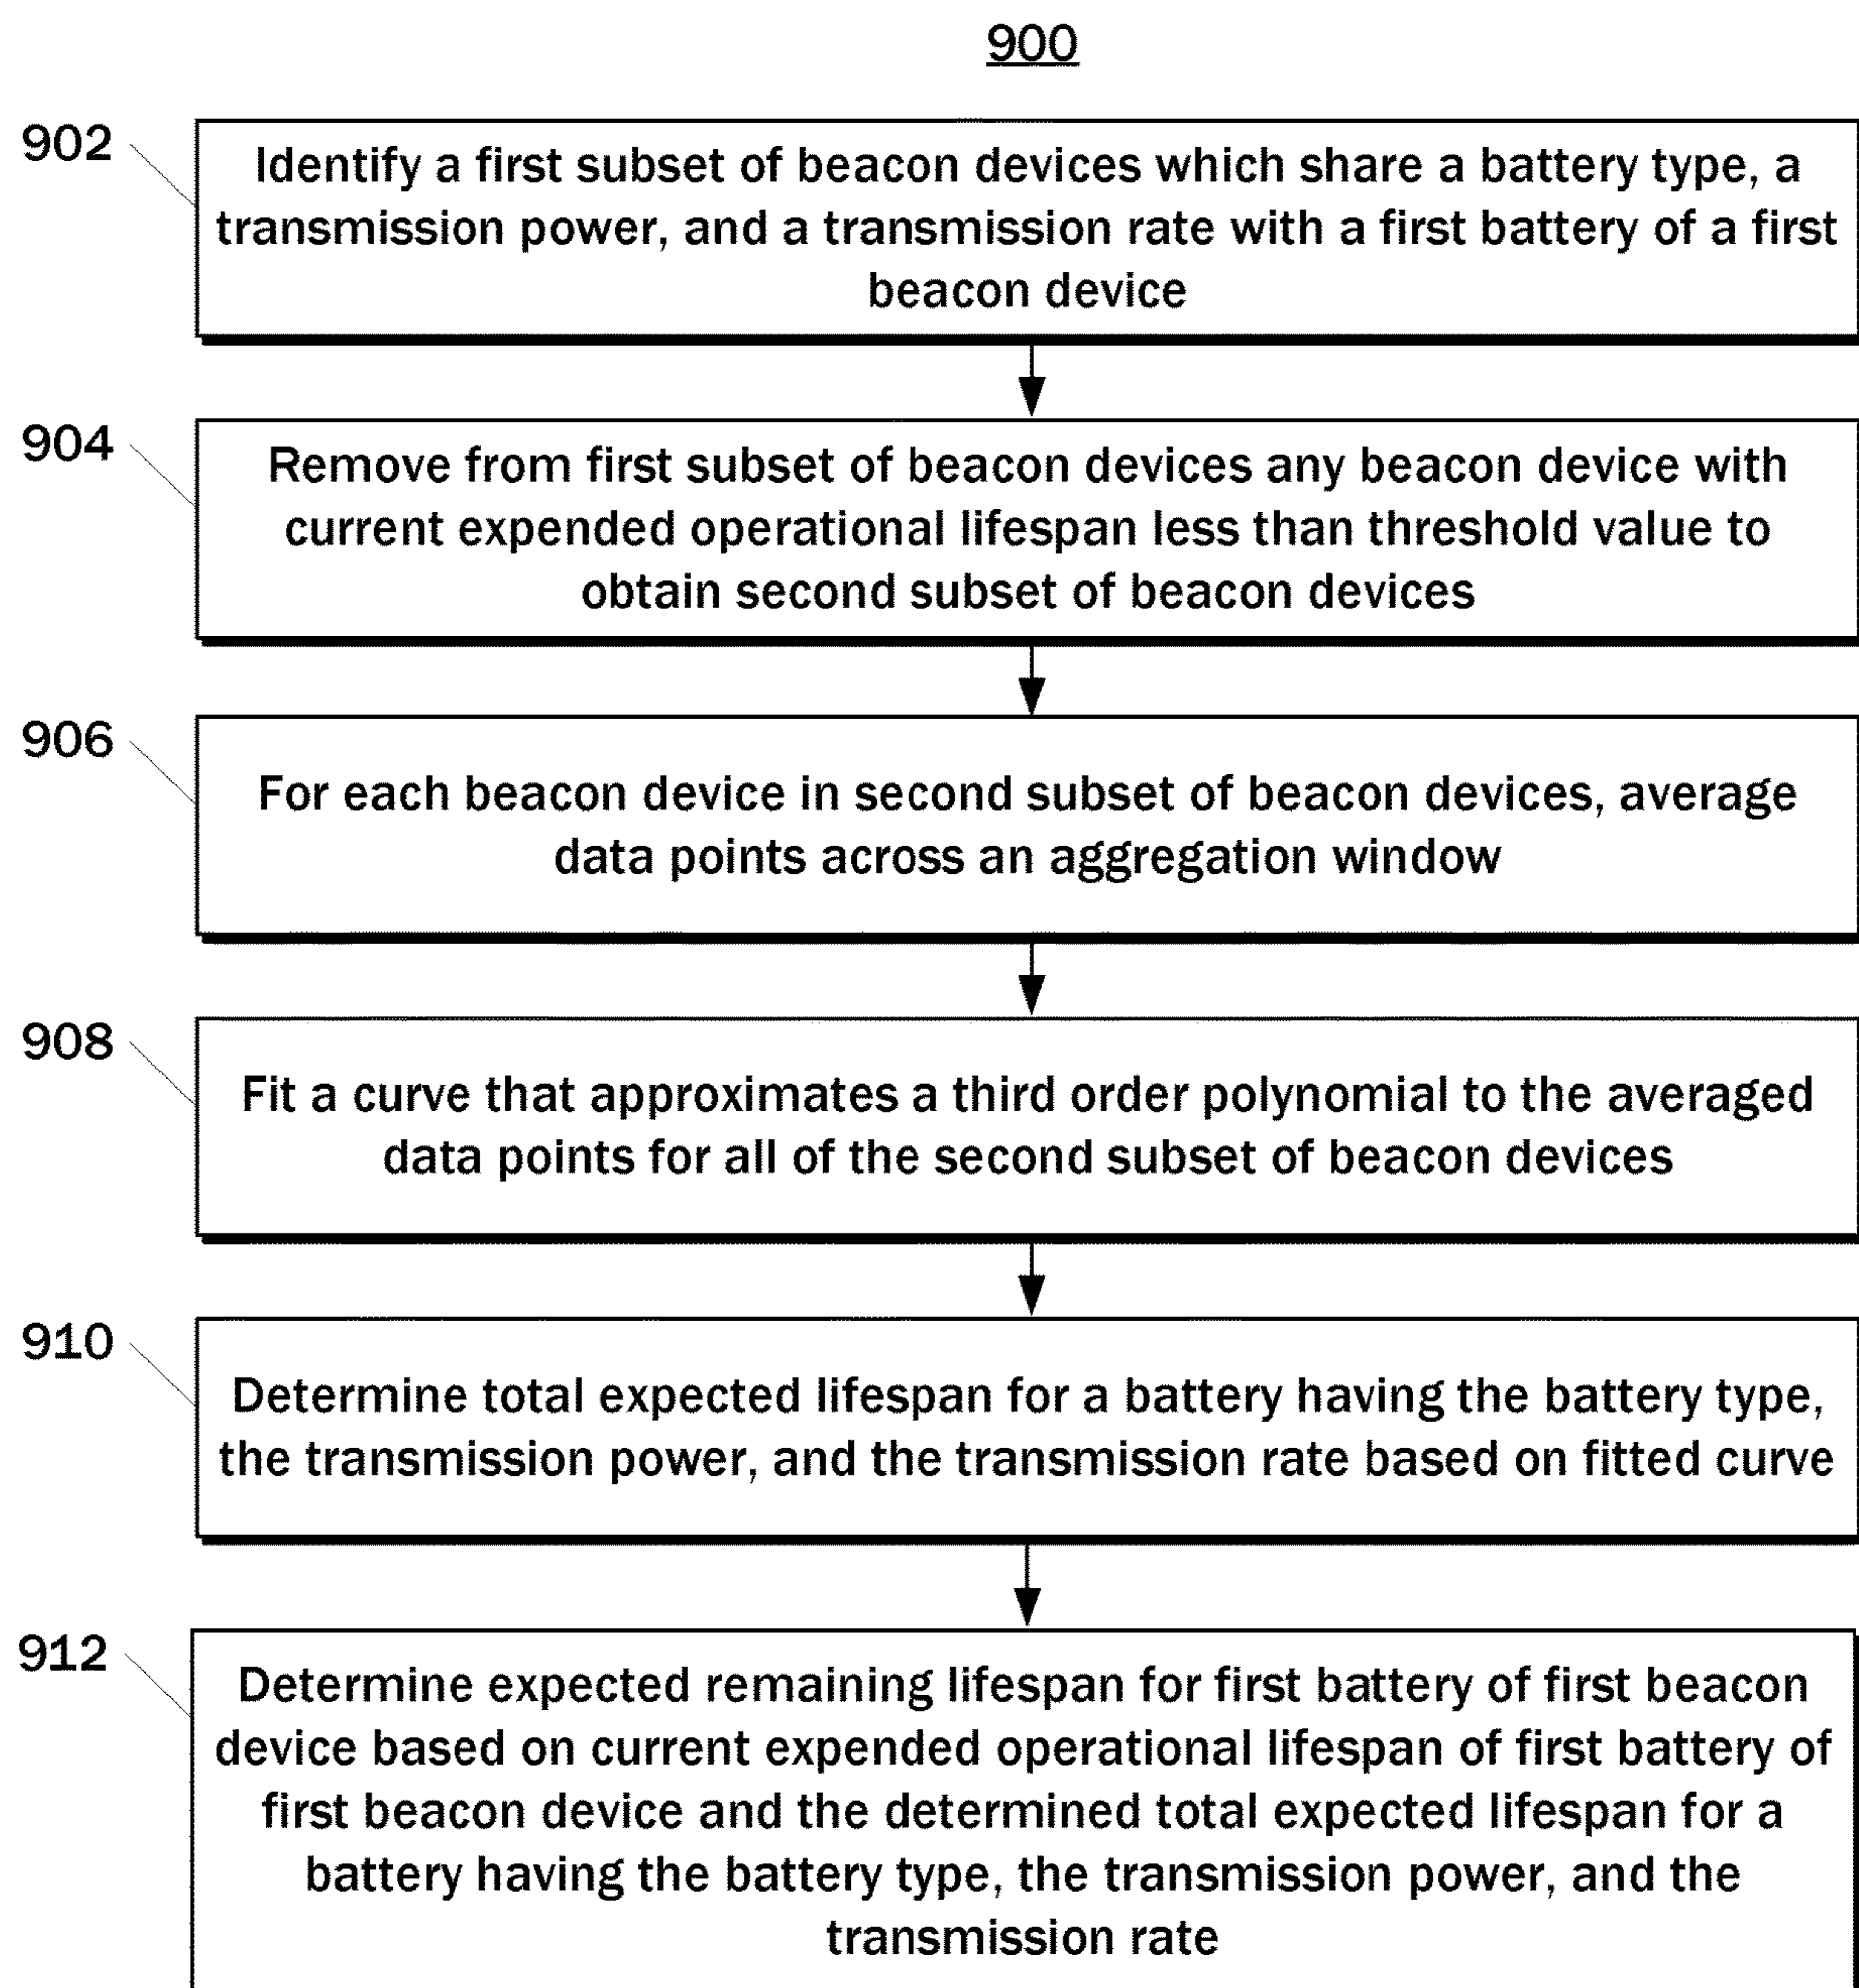 900
902
Identify a first subset of beacon devices which share a battery type, a
transmission power, and a transmission rate with a first battery of a first
beacon device
904
Remove from first subset of beacon devices any beacon device with
current expended operational lifespan less than threshold value to
obtain second subset of beacon devices
906
For each beacon device in second subset of beacon devices, average
data points across an aggregation window
908
Fit a curve that approximates a third order polynomial to the averaged
data points for all of the second subset of beacon devices
910
Determine total expected lifespan for a battery having the battery type,
the transmission power, and the transmission rate based on fitted curve
912
Determine expected remaining lifespan for first battery of first beacon
device based on current expended operational lifespan of first battery of
first beacon device and the determined total expected lifespan for a
battery having the battery type, the transmission power, and the
transmission rate